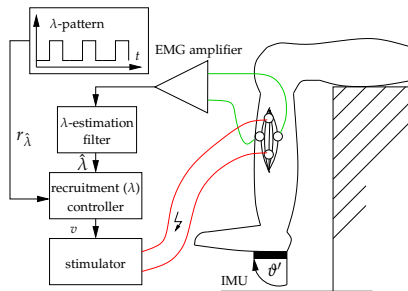 λ-pattern
t
EMG amplifier
λ-estimation
filter
r_λ̂
λ̂
recruitment (λ)
controller
v
stimulator
IMU
ϑ′